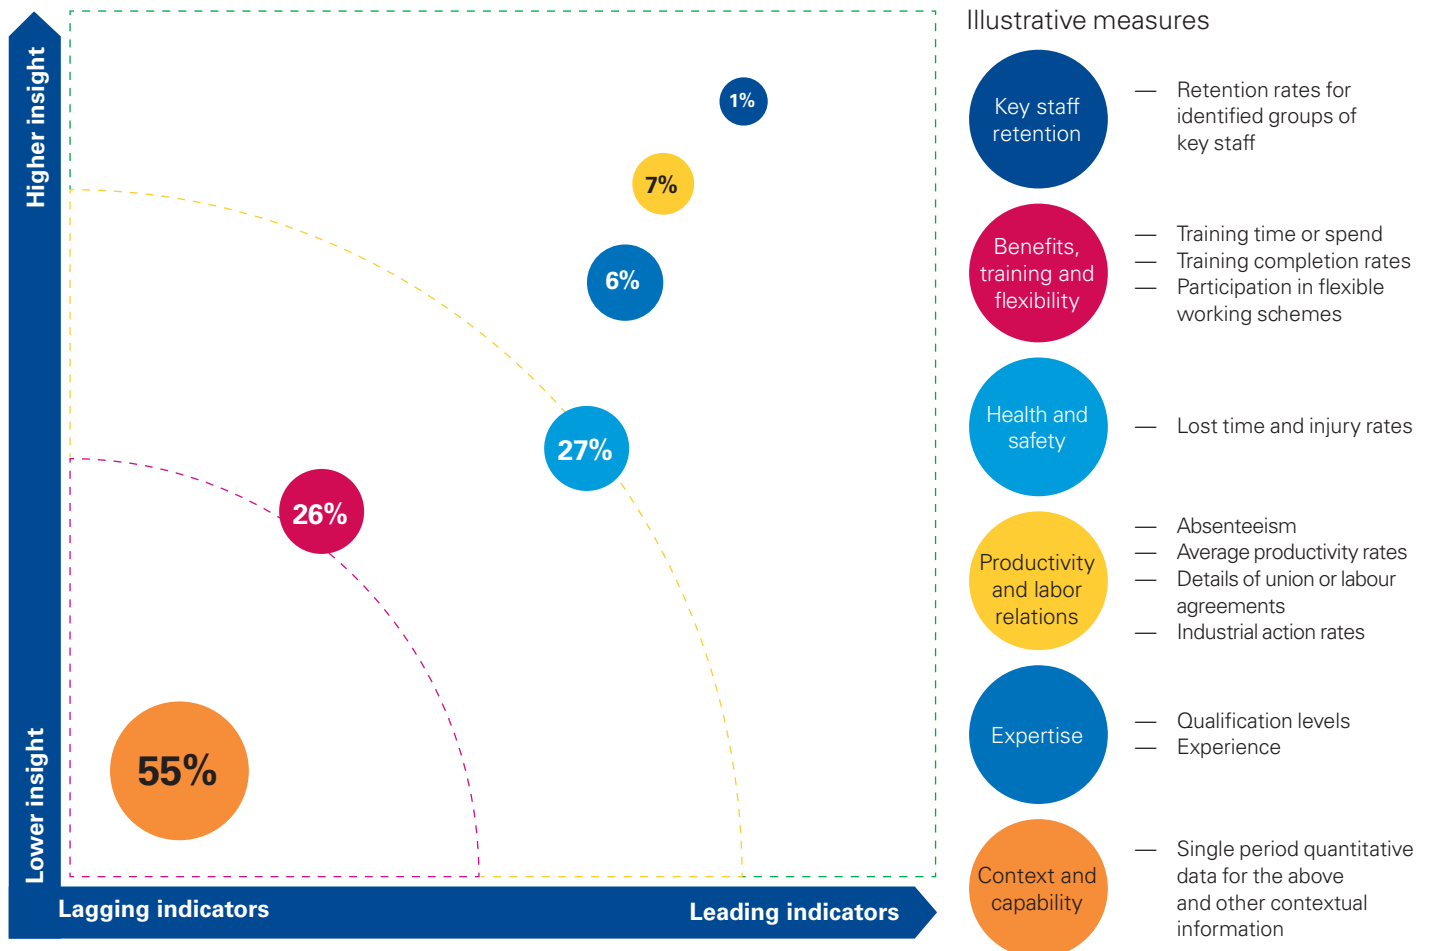 Higher insight
Lower insight
1%
7%
6%
27%
26%
55%
Lagging indicators
Leading indicators
Illustrative measures
Key staff
retention
— Retention rates for
identified groups of
key staff
Benefits,
training and
flexibility
— Training time or spend
— Training completion rates
— Participation in flexible
working schemes
Health and
safety
— Lost time and injury rates
Productivity
and labor
relations
— Absenteeism
— Average productivity rates
— Details of union or labour
agreements
— Industrial action rates
Expertise
— Qualification levels
— Experience
Context and
capability
— Single period quantitative
data for the above
and other contextual
information